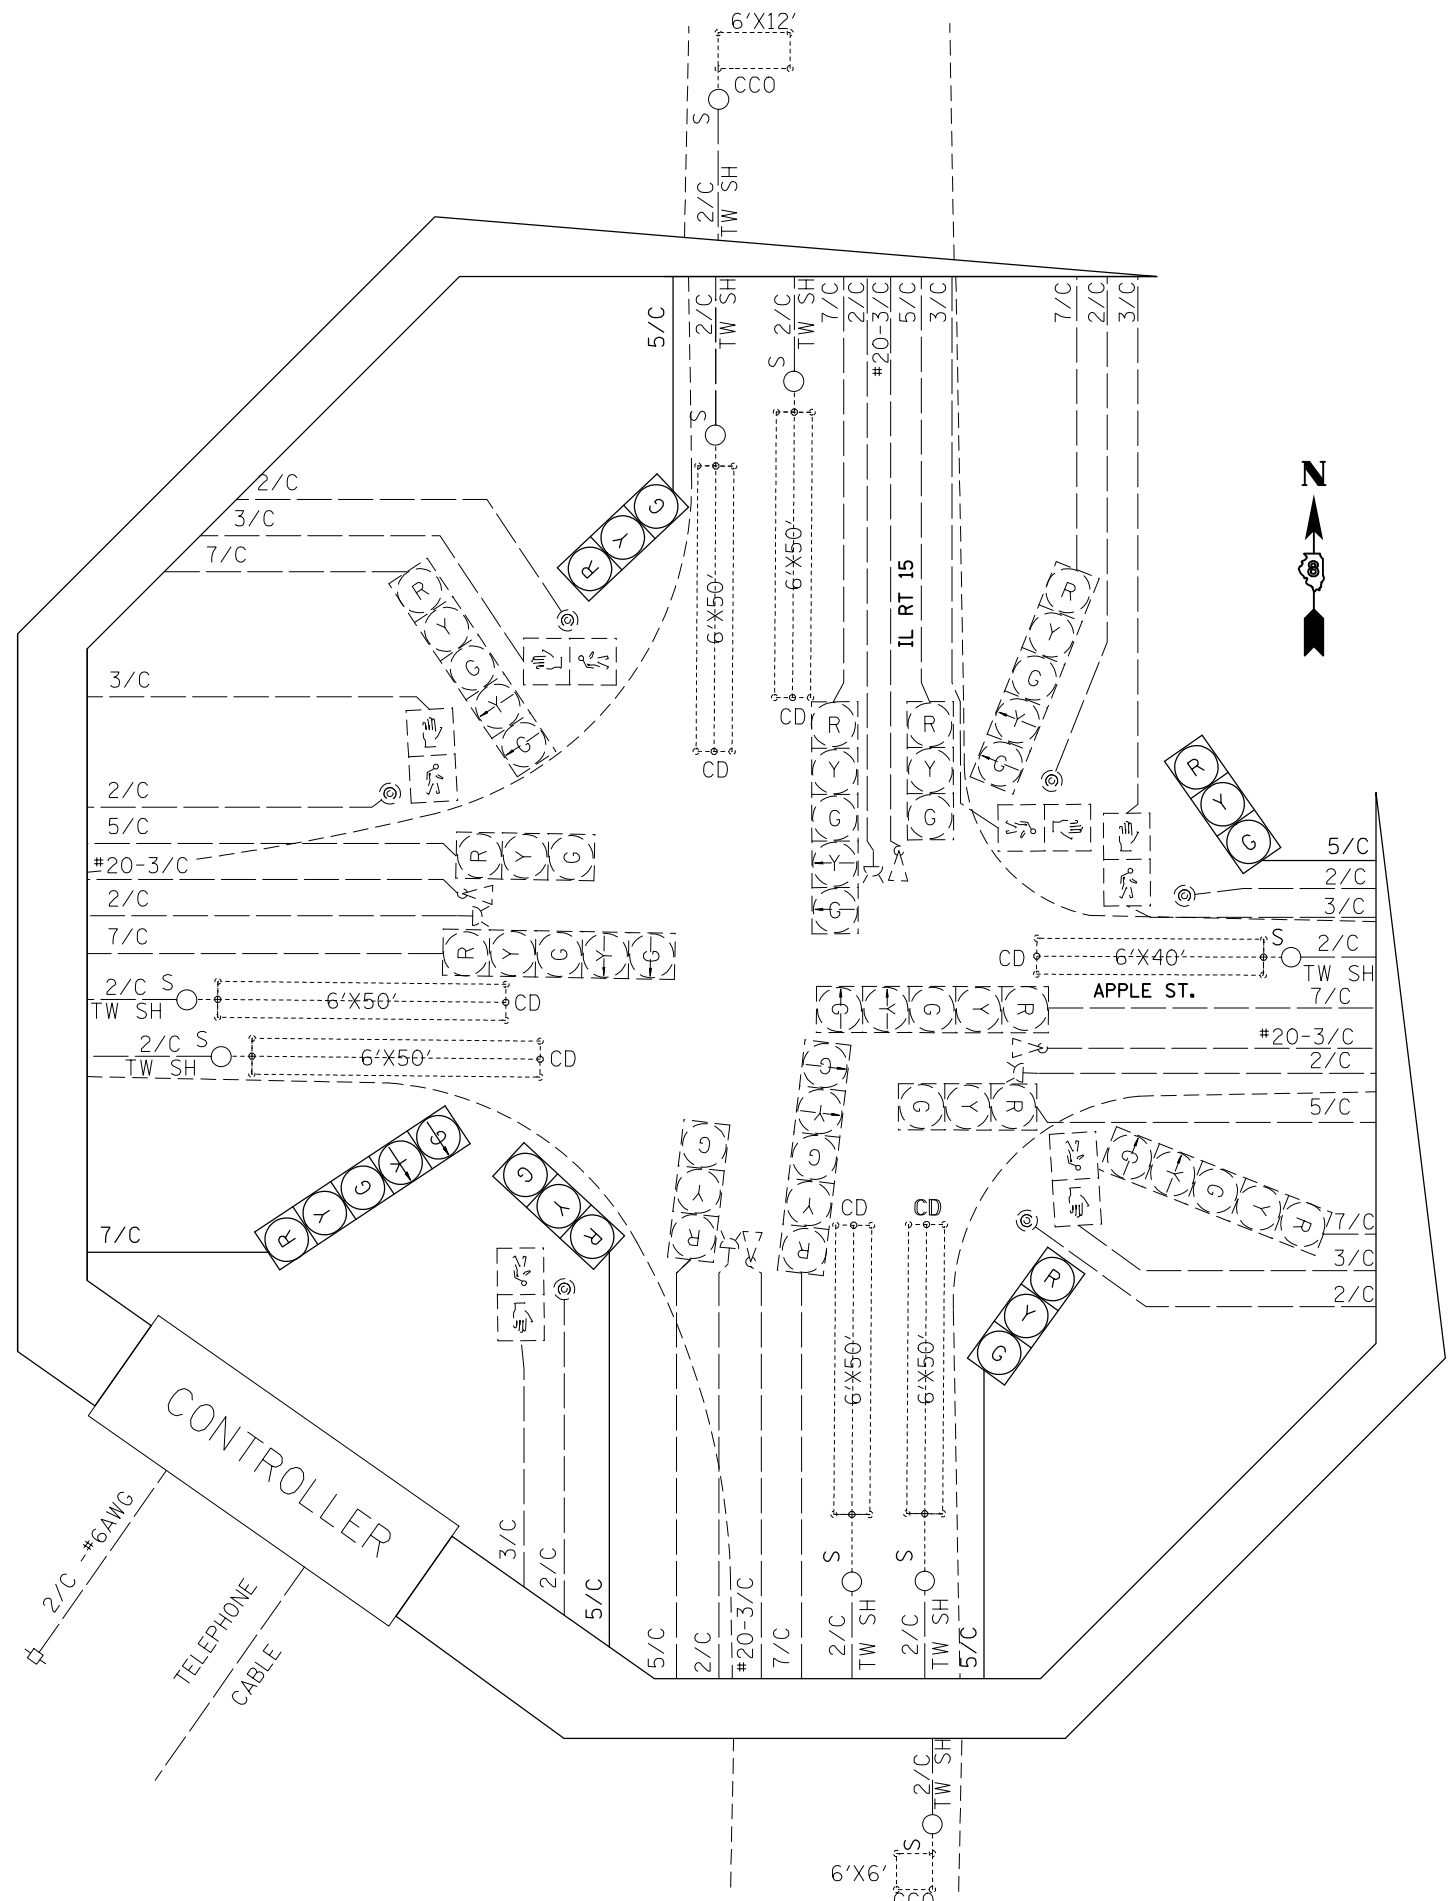 6'X12'
CCO
S
2/C
TW SH
5/C
2/C
TW SH
2/C
TW SH
7/C
2/C
#20-3/C
5/C
3/C
7/C
2/C
3/C
S
S
N
8
2/C
3/C
7/C
R Y G
R Y G Y G
6'X50'
6'X50'
IL RT 15
R Y G Y G
3/C
CD
CD
R Y G Y G
R Y G
R Y G
2/C
5/C
#20-3/C
2/C
7/C
R Y G
R Y G Y G
5/C
2/C
3/C
S
2/C
TW SH
CD
6'X40'
APPLE ST.
2/C
TW SH
S
6'X50'
CD
G Y G Y R
7/C
2/C
TW SH
S
6'X50'
CD
#20-3/C
2/C
G Y R
5/C
R Y G Y G
G Y R
G Y R
G Y G Y R
G Y G Y R
7/C
CD
CD
7/C
3/C
2/C
R Y G
6'X50'
6'X50'
CONTROLLER
2/C -#6AWG
TELEPHONE
CABLE
3/C
2/C
5/C
S
S
5/C
2/C
#20-3/C
7/C
2/C
TW SH
2/C
TW SH
5/C
2/C
TW SH
S
6'X6'
CCO